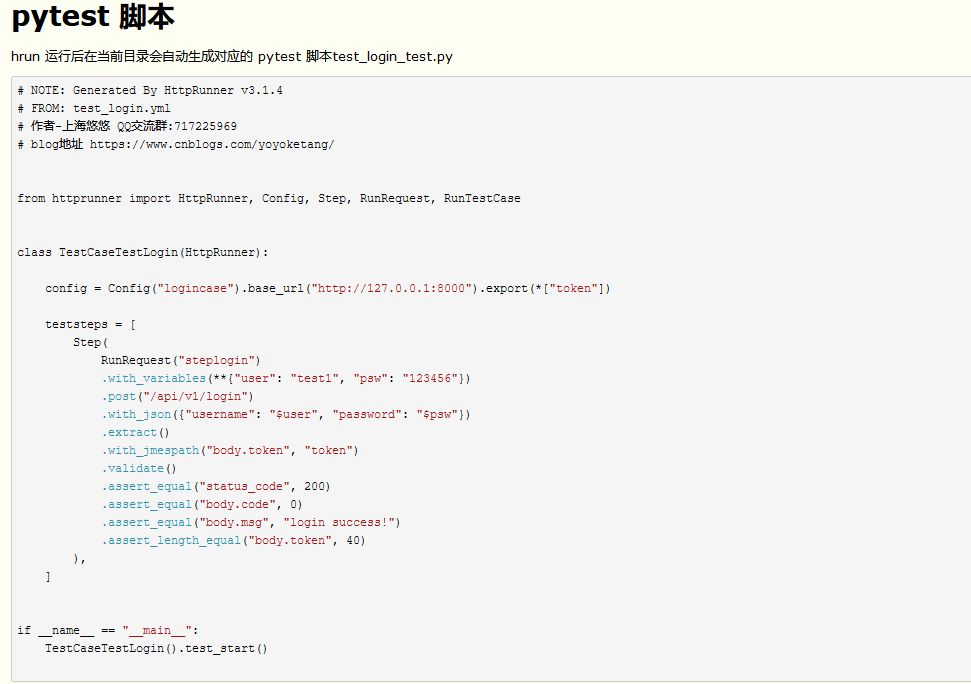 pytest 脚本
hrun 运行后在当前目录会自动生成对应的 pytest 脚本test_login_test.py
# NOTE: Generated By HttpRunner v3.1.4
# FROM: test_login.yml
# 作者-上海悠悠 QQ交流群:717225969
# blog地址 https://www.cnblogs.com/yoyoketang/
from httprunner import HttpRunner, Config, Step, RunRequest, RunTestCase
class TestCaseTestLogin(HttpRunner):
    config = Config("logincase").base_url("http://127.0.0.1:8000").export(*["token"])
    teststeps = [
        Step(
            RunRequest("steplogin")
            .with_variables(**{"user": "test1", "psw": "123456"})
            .post("/api/v1/login")
            .with_json({"username": "$user", "password": "$psw"})
            .extract()
            .with_jmespath("body.token", "token")
            .validate()
            .assert_equal("status_code", 200)
            .assert_equal("body.code", 0)
            .assert_equal("body.msg", "login success!")
            .assert_length_equal("body.token", 40)
        ),
    ]
if __name__ == "__main__":
    TestCaseTestLogin().test_start()